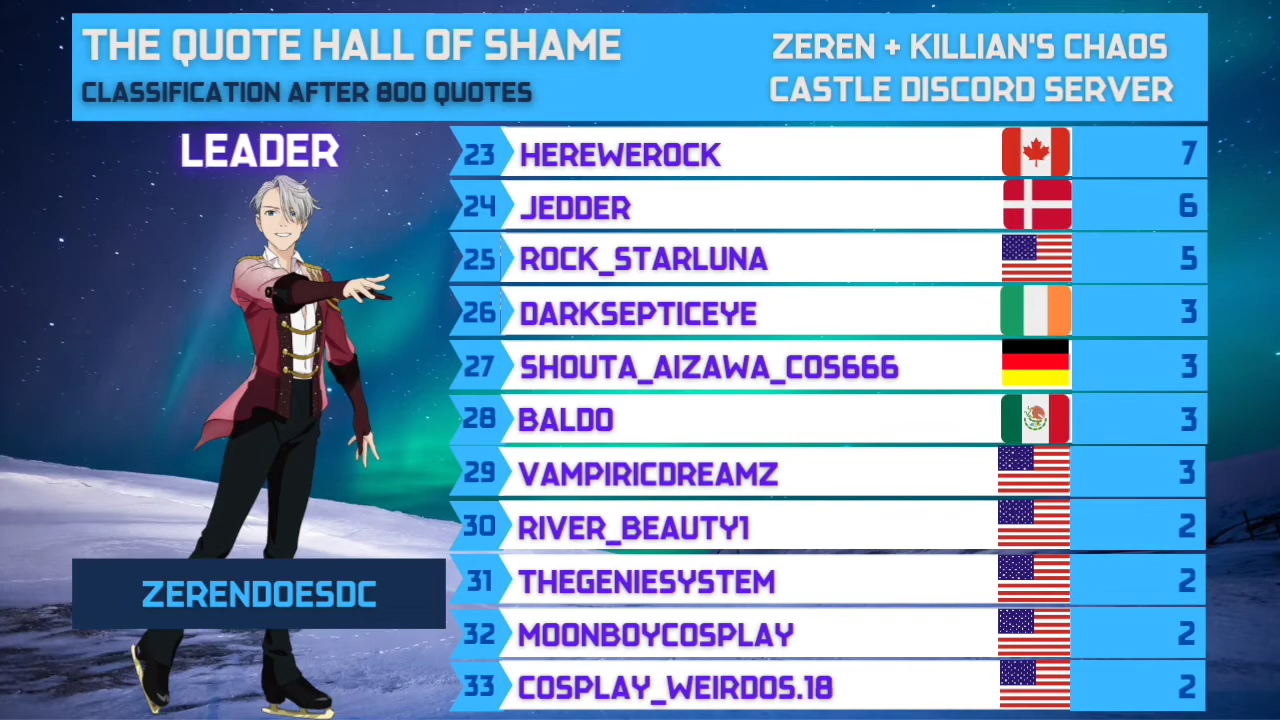 THE QUOTE HALL OF SHAME
CLASSIFICATION AFTER 800 QUOTES
ZEREN + KILLIAN'S CHAOS
CASTLE DISCORD SERVER
LEADER
ZERENDOESDC
23 HEREWEROCK 7
24 JEDDER 6
25 ROCK_STARLUNA 5
26 DARKSEPTICEYE 3
27 SHOUTA_AIZAWA_COS666 3
28 BALDO 3
29 VAMPIRICDREAMZ 3
30 RIVER_BEAUTY1 2
31 THEGENIESYSTEM 2
32 MOONBOYCOSPLAY 2
33 COSPLAY_WEIRDOS.18 2